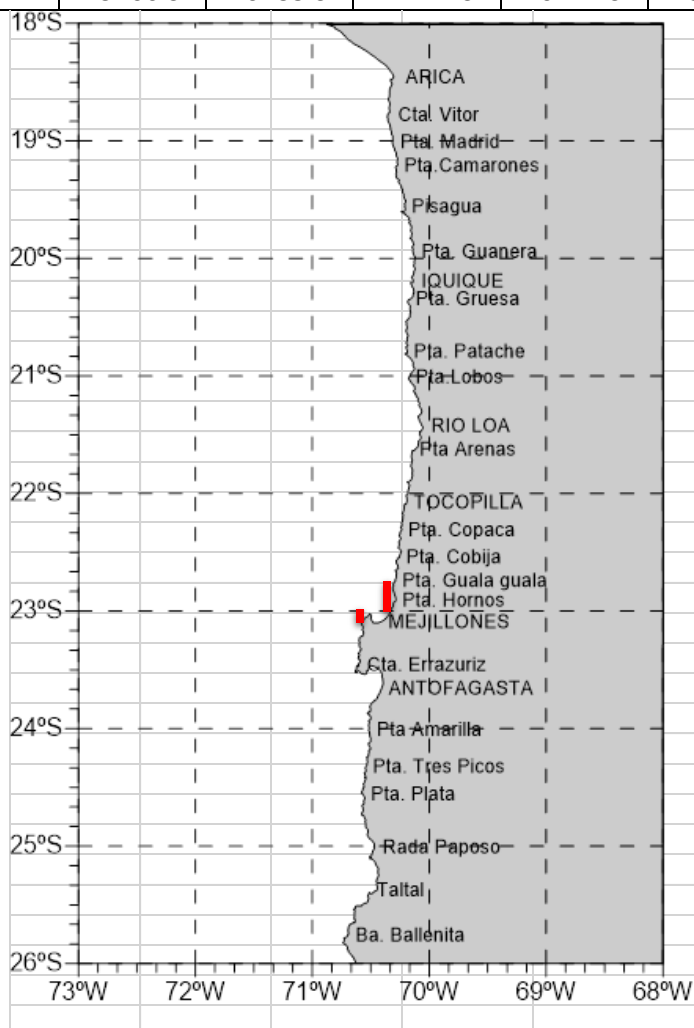 18ºS
ARICA
Cta. Vitor
19ºS
Pta. Madrid
Pta.Camarones
Pisagua
20ºS
Pta. Guanera
IQUIQUE
Pta. Gruesa
Pta. Patache
21ºS
Pta.Lobos
RIO LOA
Pta Arenas
22ºS
TOCOPILLA
Pta. Copaca
Pta. Cobija
Pta. Guala guala
Pta. Hornos
23ºS
MEJILLONES
Cta. Errazuriz
ANTOFAGASTA
24ºS
Pta Amarilla
Pta. Tres Picos
Pta. Plata
25ºS
Rada Paposo
Taltal
Ba. Ballenita
26ºS
73ºW 72ºW 71ºW 70ºW 69ºW 68ºW